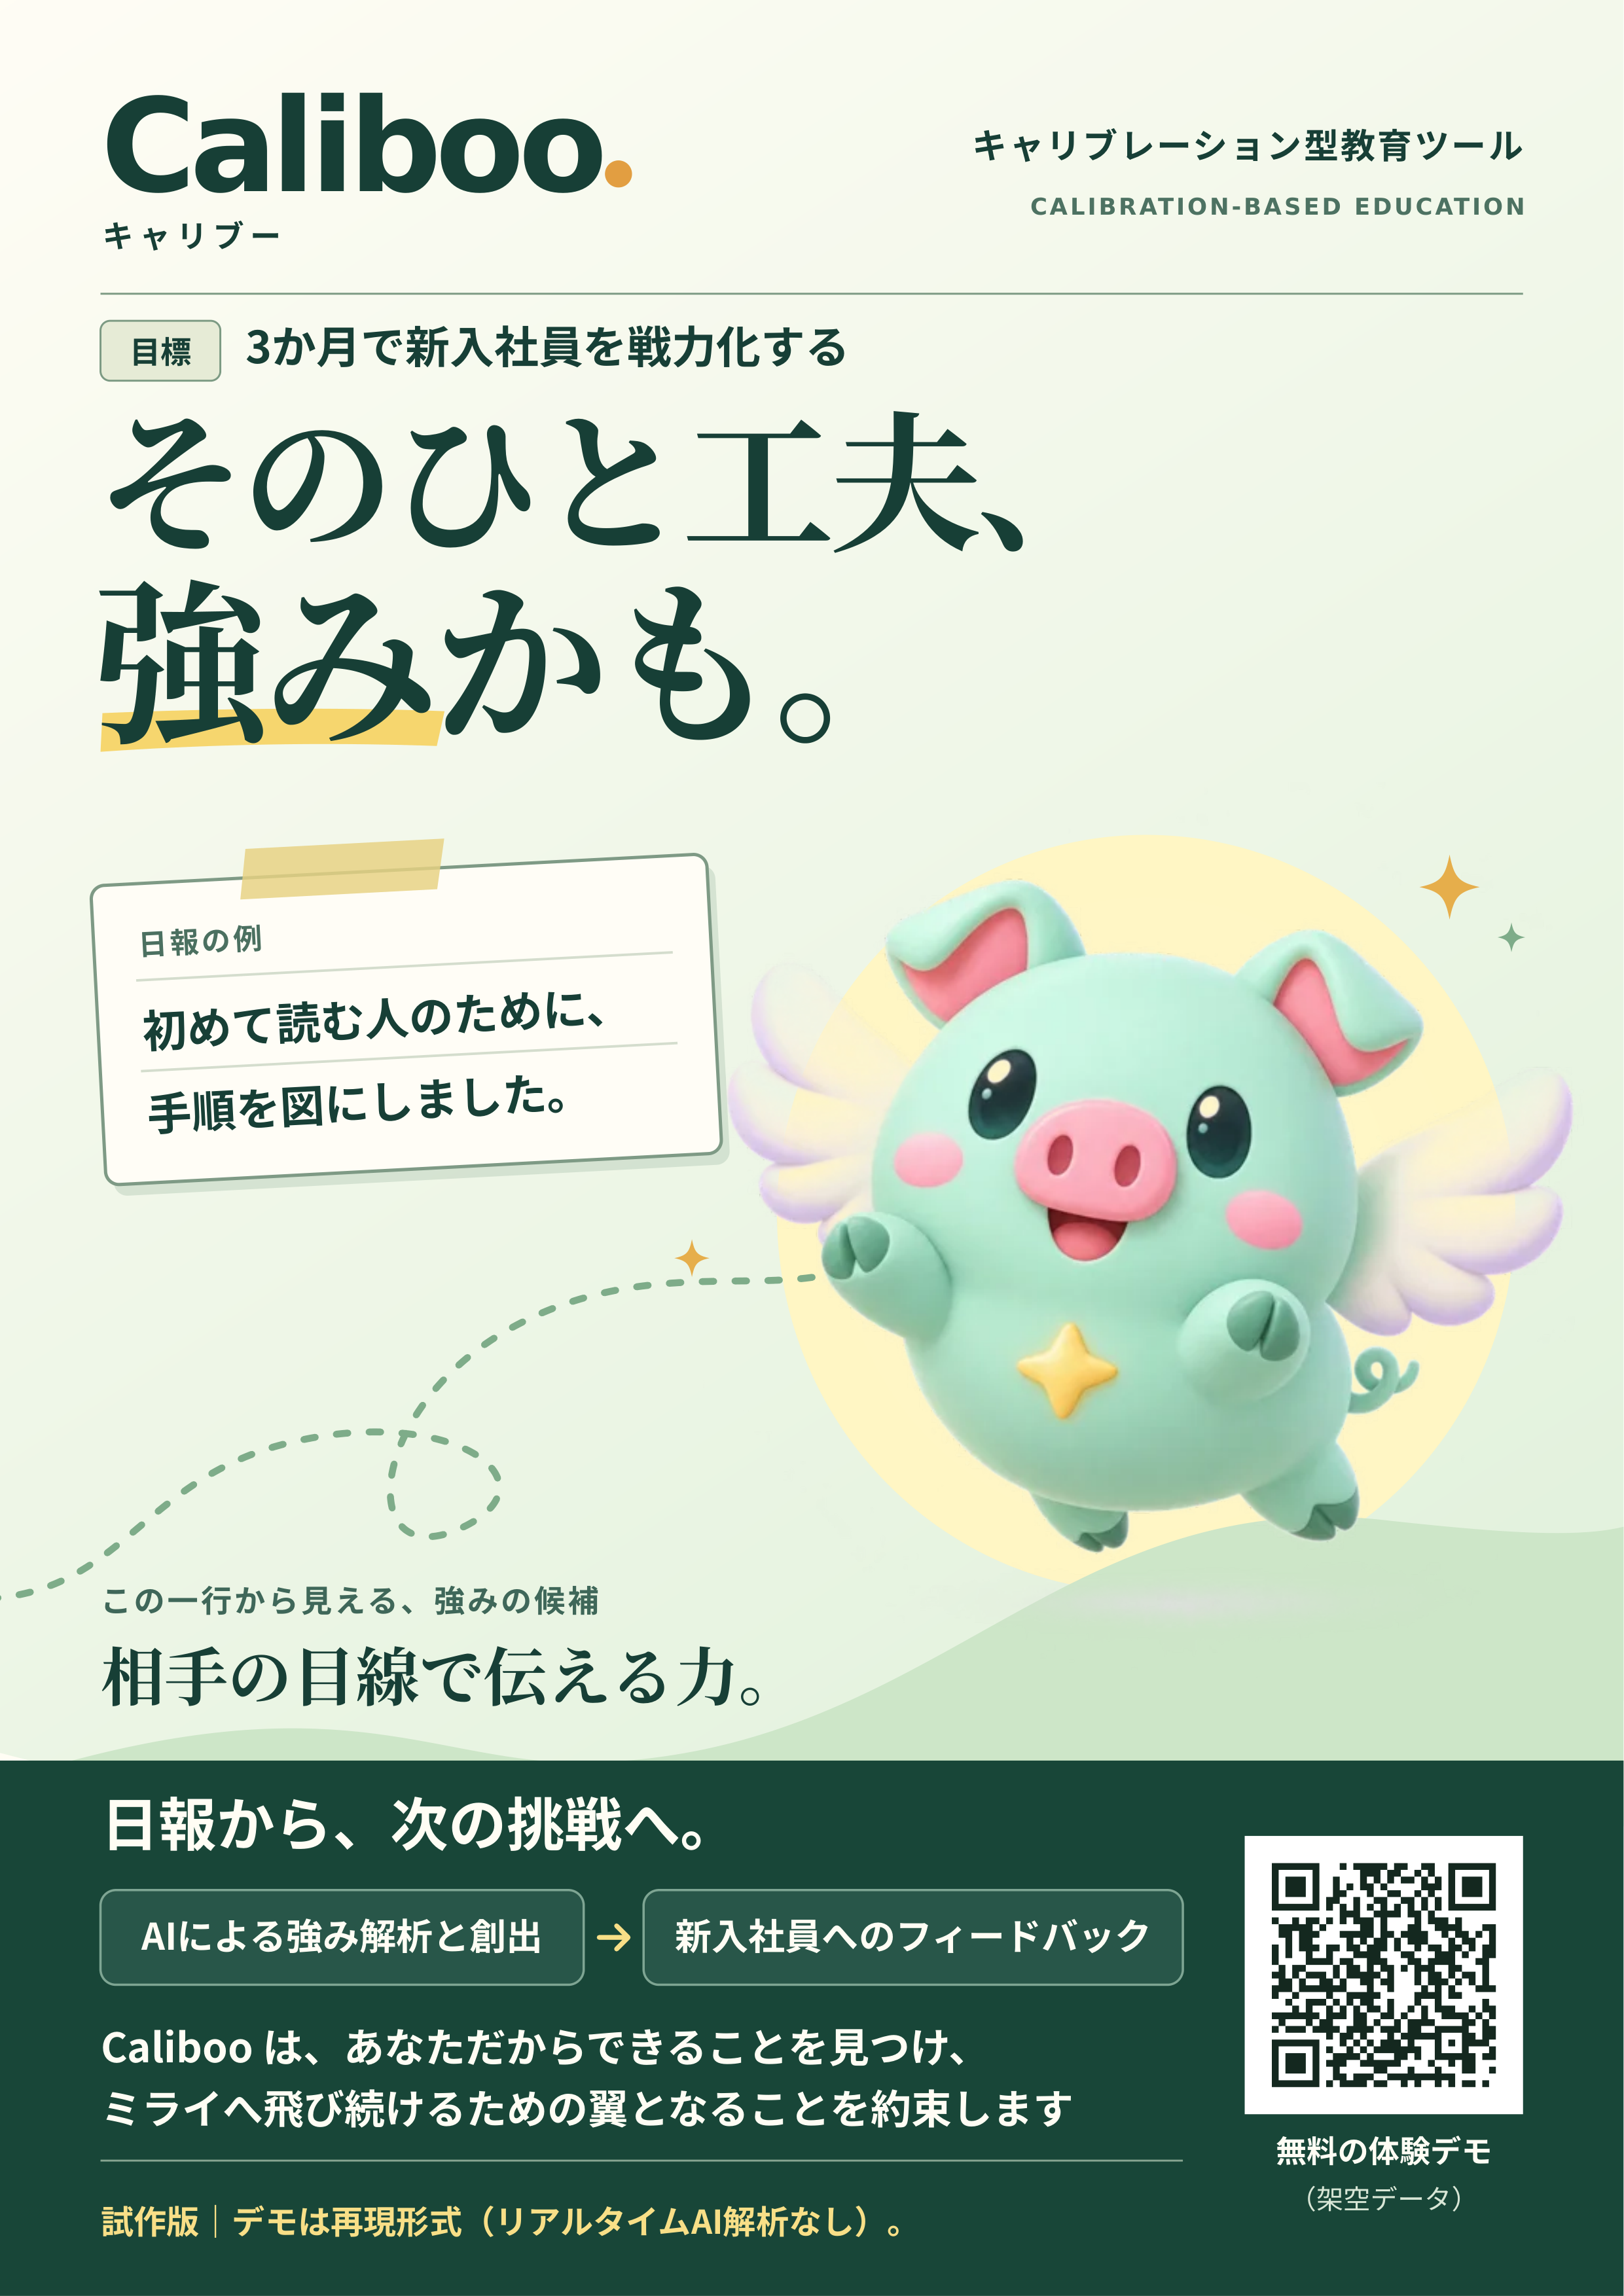 Caliboo.
キャリブー
キャリブレーション型教育ツール
CALIBRATION-BASED EDUCATION
目標
3か月で新入社員を戦力化する
そのひと工夫、
強みかも。
日報の例
初めて読む人のために、
手順を図にしました。
この一行から見える、強みの候補
相手の目線で伝える力。
日報から、次の挑戦へ。
AIによる強み解析と創出
→
新入社員へのフィードバック
Caliboo は、あなただからできることを見つけ、
ミライへ飛び続けるための翼となることを約束します
試作版｜デモは再現形式（リアルタイムAI解析なし）。
無料の体験デモ
（架空データ）